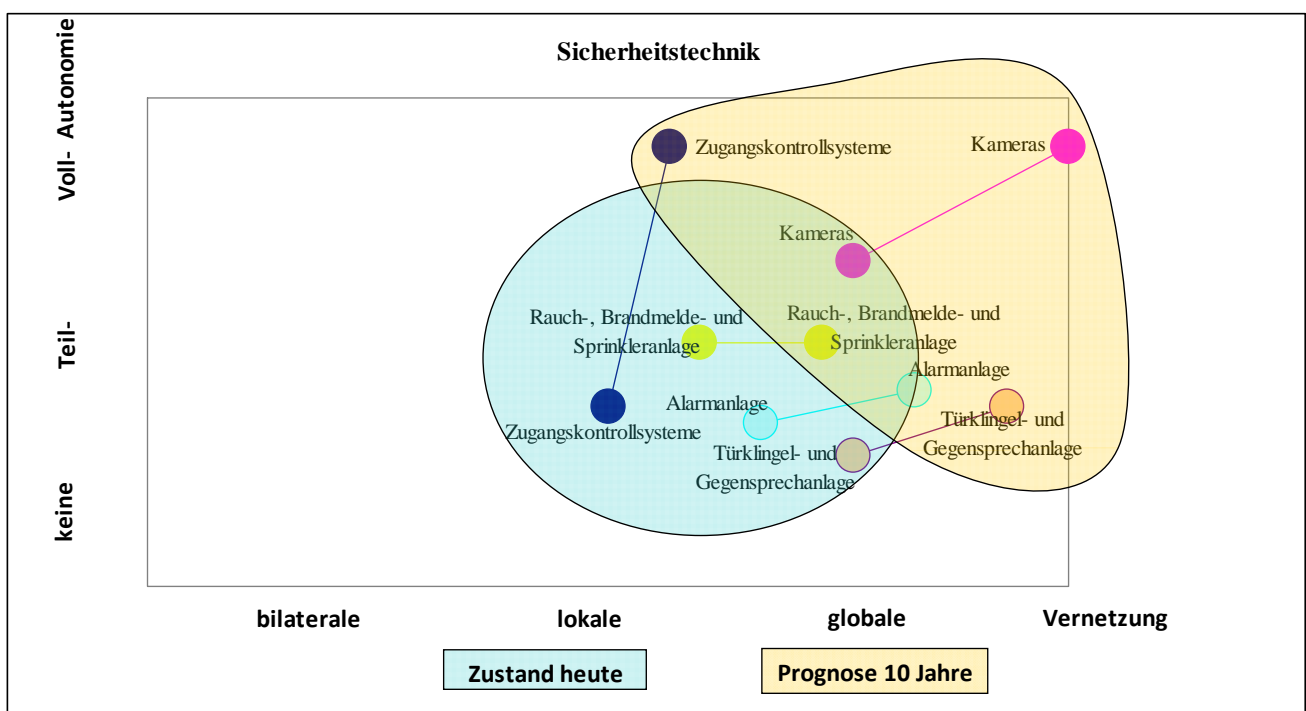 Sicherheitstechnik
Voll- Autonomie
Teil-
keine
Zugangskontrollsysteme
Kameras
Kameras
Rauch-, Brandmelde- und
Sprinkleranlage
Rauch-, Brandmelde- und
Sprinkleranlage
Alarmanlage
Alarmanlage
Zugangskontrollsysteme
Türklingel- und
Gegensprechanlage
Türklingel- und
Gegensprechanlage
bilaterale lokale globale Vernetzung
Zustand heute
Prognose 10 Jahre